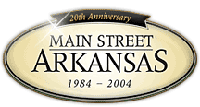 20th Anniversary
MAIN STREET
ARKANSAS
1984 - 2004